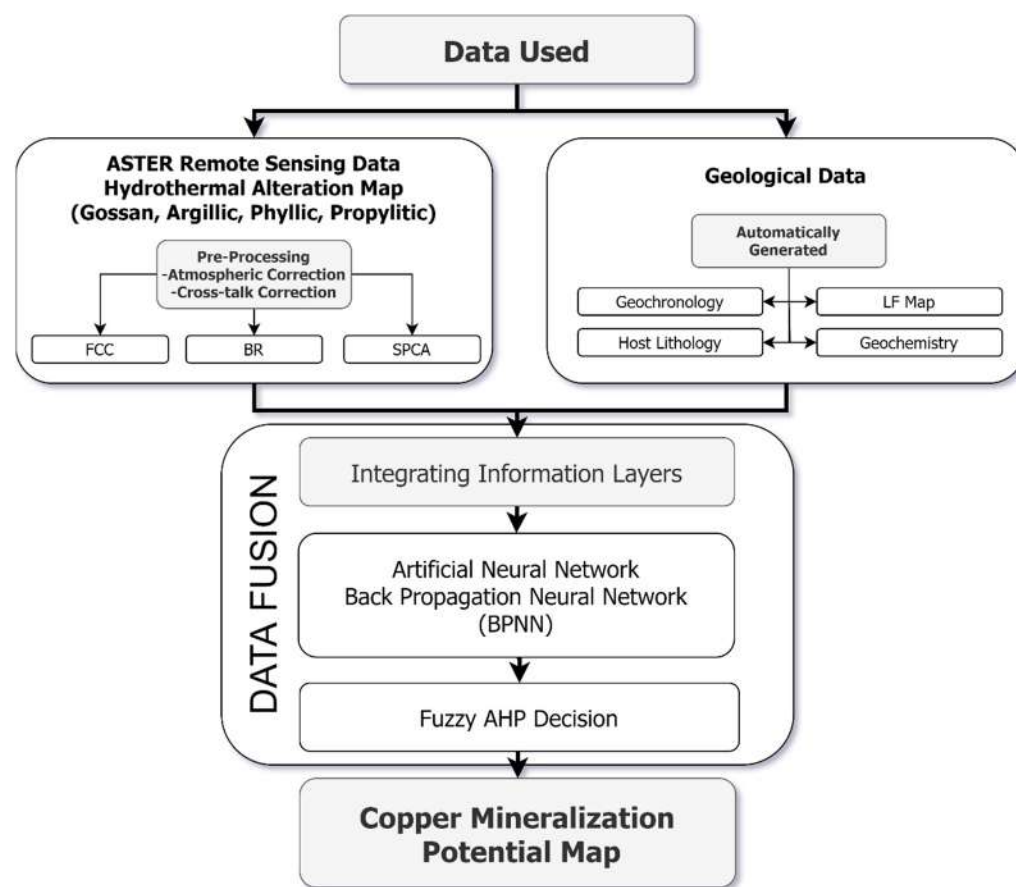 Data Used
ASTER Remote Sensing Data
Hydrothermal Alteration Map
(Gossan, Argillic, Phyllic, Propylitic)
Pre-Processing
-Atmospheric Correction
-Cross-talk Correction
FCC
BR
SPCA
Geological Data
Automatically
Generated
Geochronology
LF Map
Host Lithology
Geochemistry
DATA FUSION
Integrating Information Layers
Artificial Neural Network
Back Propagation Neural Network
(BPNN)
Fuzzy AHP Decision
Copper Mineralization
Potential Map